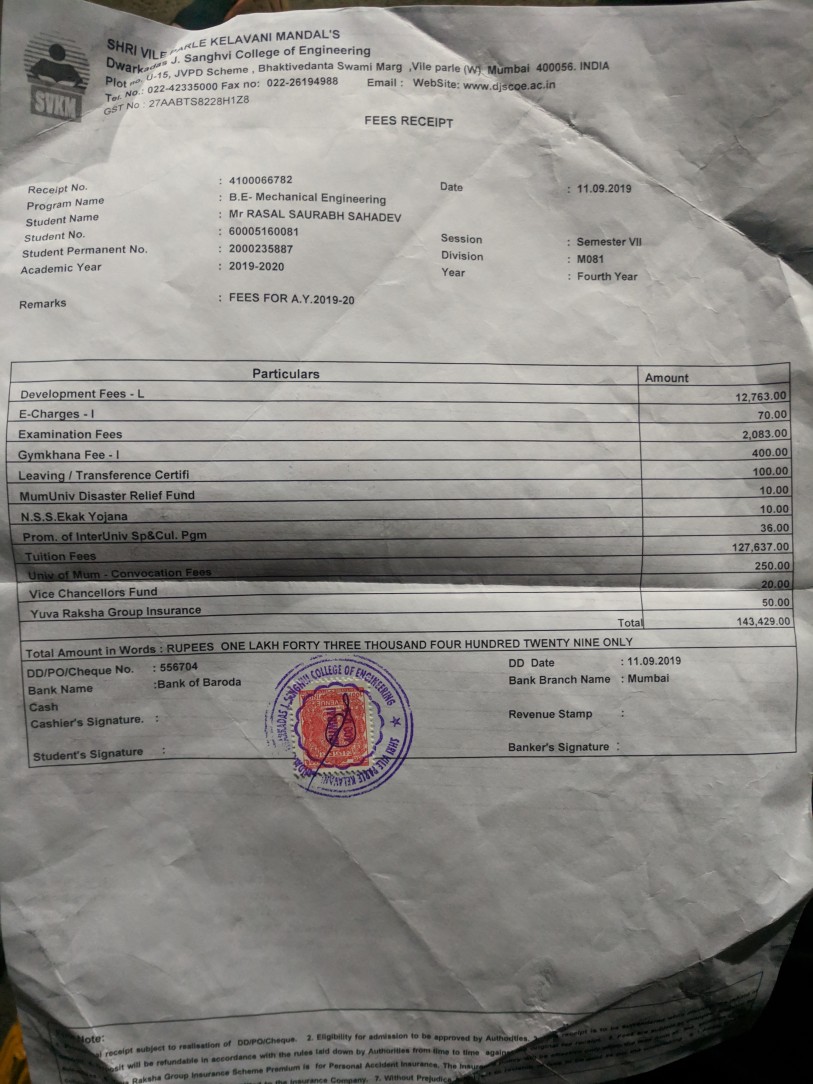 SVKM
SHRI VILE PARLE KELAVANI MANDAL'S
Dwarkadas J. Sanghvi College of Engineering
Plot no. U-15, JVPD Scheme , Bhaktivedanta Swami Marg ,Vile parle (W) Mumbai 400056. INDIA
Tel. No.: 022-42335000 Fax no: 022-26194988 Email : WebSite: www.djscoe.ac.in
GST No : 27AABTS8228H1Z8
FEES RECEIPT
Receipt No. : 4100066782 Date : 11.09.2019
Program Name : B.E- Mechanical Engineering
Student Name : Mr RASAL SAURABH SAHADEV
Student No. : 60005160081 Session : Semester VII
Student Permanent No. : 2000235887 Division : M081
Academic Year : 2019-2020 Year : Fourth Year
Remarks : FEES FOR A.Y.2019-20
Particulars Amount
Development Fees - L 12,763.00
E-Charges - I 70.00
Examination Fees 2,083.00
Gymkhana Fee - I 400.00
Leaving / Transference Certifi 100.00
MumUniv Disaster Relief Fund 10.00
N.S.S.Ekak Yojana 10.00
Prom. of InterUniv Sp&Cul. Pgm 36.00
Tuition Fees 127,637.00
Univ of Mum - Convocation Fees 250.00
Vice Chancellors Fund 20.00
Yuva Raksha Group Insurance 50.00
Total 143,429.00
Total Amount in Words : RUPEES ONE LAKH FORTY THREE THOUSAND FOUR HUNDRED TWENTY NINE ONLY
DD/PO/Cheque No. : 556704 DD Date : 11.09.2019
Bank Name :Bank of Baroda Bank Branch Name : Mumbai
Cash
Cashier's Signature. : Revenue Stamp :
Student's Signature : Banker's Signature :
J. SANGHVI COLLEGE OF ENGINEERING ★ SHRI VILE PARLE KELAVANI
Note:
receipt subject to realisation of DD/PO/Cheque. 2. Eligibility for admission to be approved by Authorities.
will be refundable in accordance with the rules laid down by Authorities from time to time
Raksha Group Insurance Scheme Premium is for Personal Accident Insurance. The
to the Insurance Company. 7. Without Prejudice